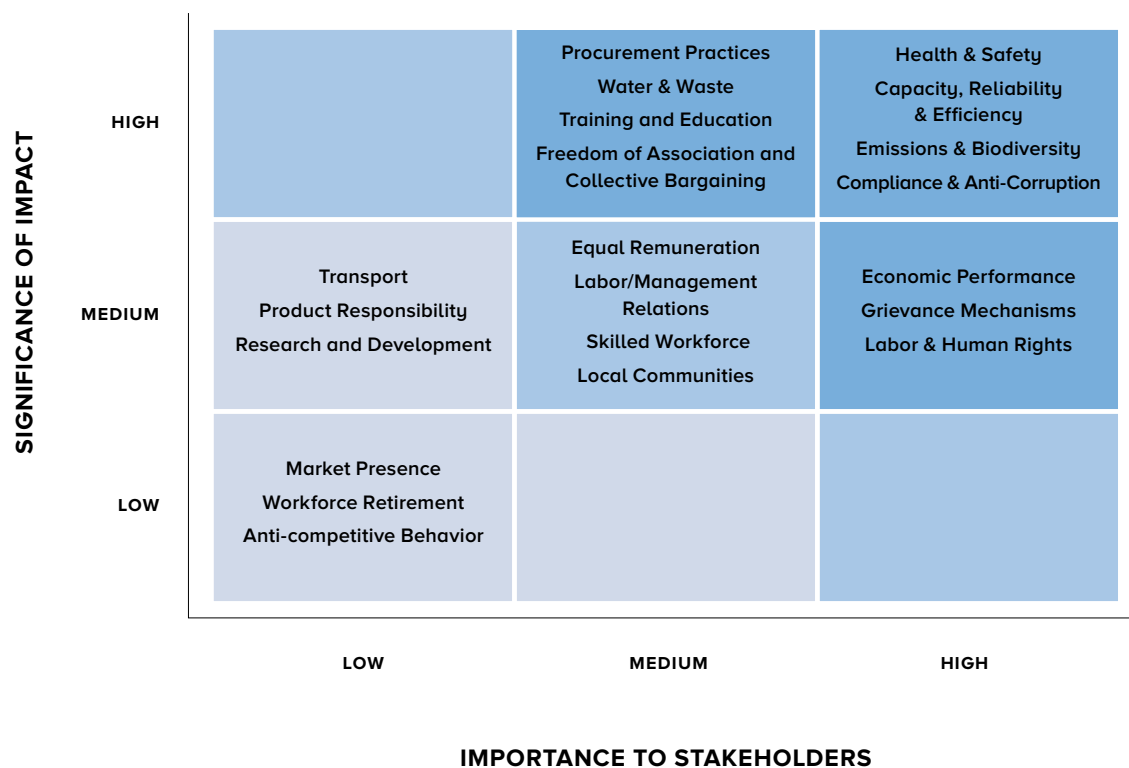 SIGNIFICANCE OF IMPACT
HIGH
Procurement Practices
Water & Waste
Training and Education
Freedom of Association and
Collective Bargaining
Health & Safety
Capacity, Reliability
& Efficiency
Emissions & Biodiversity
Compliance & Anti-Corruption
MEDIUM
Transport
Product Responsibility
Research and Development
Equal Remuneration
Labor/Management
Relations
Skilled Workforce
Local Communities
Economic Performance
Grievance Mechanisms
Labor & Human Rights
LOW
Market Presence
Workforce Retirement
Anti-competitive Behavior
LOW
MEDIUM
HIGH
IMPORTANCE TO STAKEHOLDERS